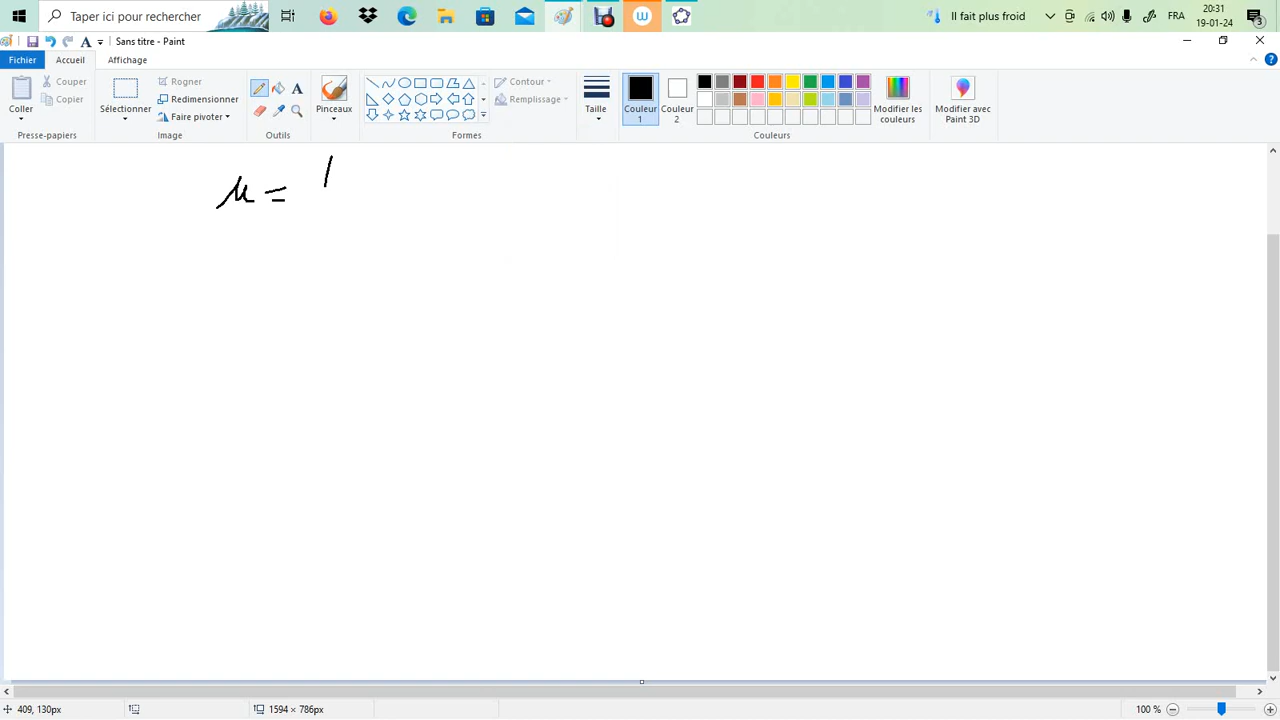 Taper ici pour rechercher
w
Il fait plus froid
FRA
20:31
19-01-24
3
Sans titre - Paint
Fichier
Accueil
Affichage
Coller
Couper
Copier
Presse-papiers
Sélectionner
Rogner
Redimensionner
Faire pivoter
Image
A
Outils
Pinceaux
Contour
Remplissage
Formes
Taille
Couleur 1
Couleur 2
Modifier les couleurs
Couleurs
Modifier avec Paint 3D
μ = 
409, 130px
1594 × 786px
100 %